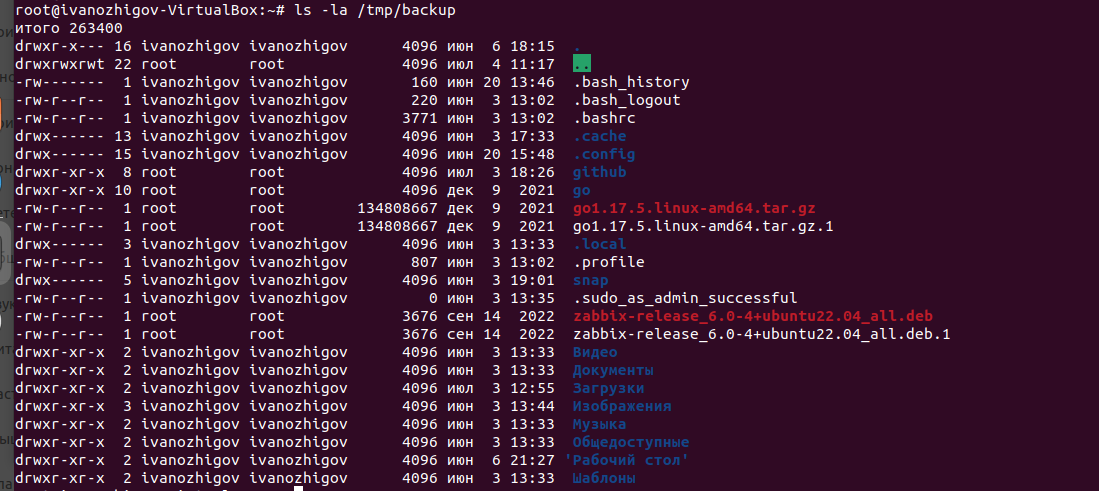 root@ivanozhigov-VirtualBox:~# ls -la /tmp/backup
итого 263400
drwxr-x--- 16 ivanozhigov ivanozhigov      4096 июн  6 18:15  .
drwxrwxrwt 22 root        root             4096 июл  4 11:17  ..
-rw-------  1 ivanozhigov ivanozhigov       160 июн 20 13:46  .bash_history
-rw-r--r--  1 ivanozhigov ivanozhigov       220 июн  3 13:02  .bash_logout
-rw-r--r--  1 ivanozhigov ivanozhigov      3771 июн  3 13:02  .bashrc
drwx------ 13 ivanozhigov ivanozhigov      4096 июн  3 17:33  .cache
drwx------ 15 ivanozhigov ivanozhigov      4096 июн 20 15:48  .config
drwxr-xr-x  8 root        root             4096 июл  3 18:26  github
drwxr-xr-x 10 root        root             4096 дек  9  2021  go
-rw-r--r--  1 root        root        134808667 дек  9  2021  go1.17.5.linux-amd64.tar.gz
-rw-r--r--  1 root        root        134808667 дек  9  2021  go1.17.5.linux-amd64.tar.gz.1
drwx------  3 ivanozhigov ivanozhigov      4096 июн  3 13:33  .local
-rw-r--r--  1 ivanozhigov ivanozhigov       807 июн  3 13:02  .profile
drwx------  5 ivanozhigov ivanozhigov      4096 июн  3 19:01  snap
-rw-r--r--  1 ivanozhigov ivanozhigov         0 июн  3 13:35  .sudo_as_admin_successful
-rw-r--r--  1 root        root             3676 сен 14  2022  zabbix-release_6.0-4+ubuntu22.04_all.deb
-rw-r--r--  1 root        root             3676 сен 14  2022  zabbix-release_6.0-4+ubuntu22.04_all.deb.1
drwxr-xr-x  2 ivanozhigov ivanozhigov      4096 июн  3 13:33  Видео
drwxr-xr-x  2 ivanozhigov ivanozhigov      4096 июн  3 13:33  Документы
drwxr-xr-x  2 ivanozhigov ivanozhigov      4096 июл  3 12:55  Загрузки
drwxr-xr-x  3 ivanozhigov ivanozhigov      4096 июн  3 13:44  Изображения
drwxr-xr-x  2 ivanozhigov ivanozhigov      4096 июн  3 13:33  Музыка
drwxr-xr-x  2 ivanozhigov ivanozhigov      4096 июн  3 13:33  Общедоступные
drwxr-xr-x  2 ivanozhigov ivanozhigov      4096 июн  6 21:27 'Рабочий стол'
drwxr-xr-x  2 ivanozhigov ivanozhigov      4096 июн  3 13:33  Шаблоны